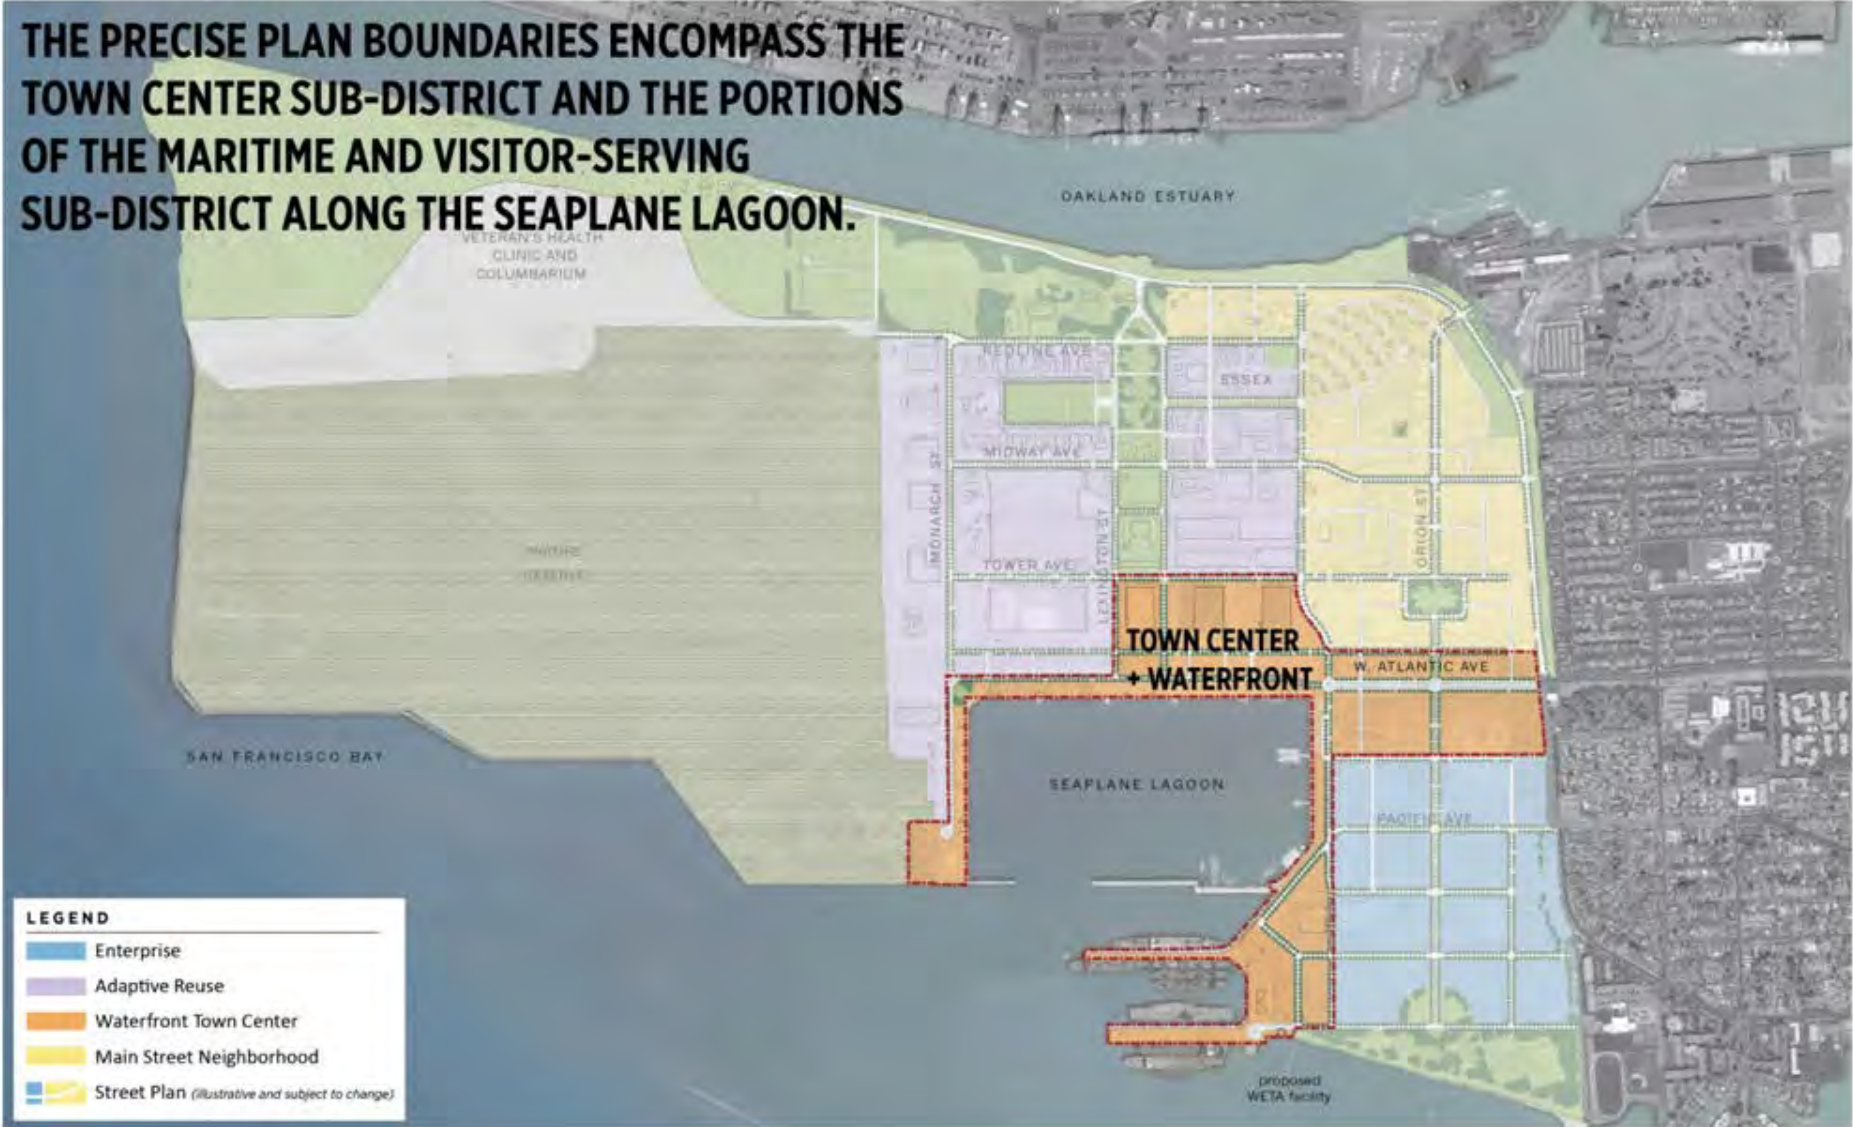 THE PRECISE PLAN BOUNDARIES ENCOMPASS THE
TOWN CENTER SUB-DISTRICT AND THE PORTIONS
OF THE MARITIME AND VISITOR-SERVING
SUB-DISTRICT ALONG THE SEAPLANE LAGOON.
OAKLAND ESTUARY
VETERAN'S HEALTH
CLINIC AND
COLUMBARIUM
REDLINE AVE
ESSEX
MIDWAY AVE
MONARCH ST
LEXINGTON ST
ORION ST
NATURE
RESERVE
TOWER AVE
TOWN CENTER
+ WATERFRONT
W. ATLANTIC AVE
SAN FRANCISCO BAY
SEAPLANE LAGOON
PACIFIC AVE
LEGEND
Enterprise
Adaptive Reuse
Waterfront Town Center
Main Street Neighborhood
Street Plan (illustrative and subject to change)
proposed
WETA facility